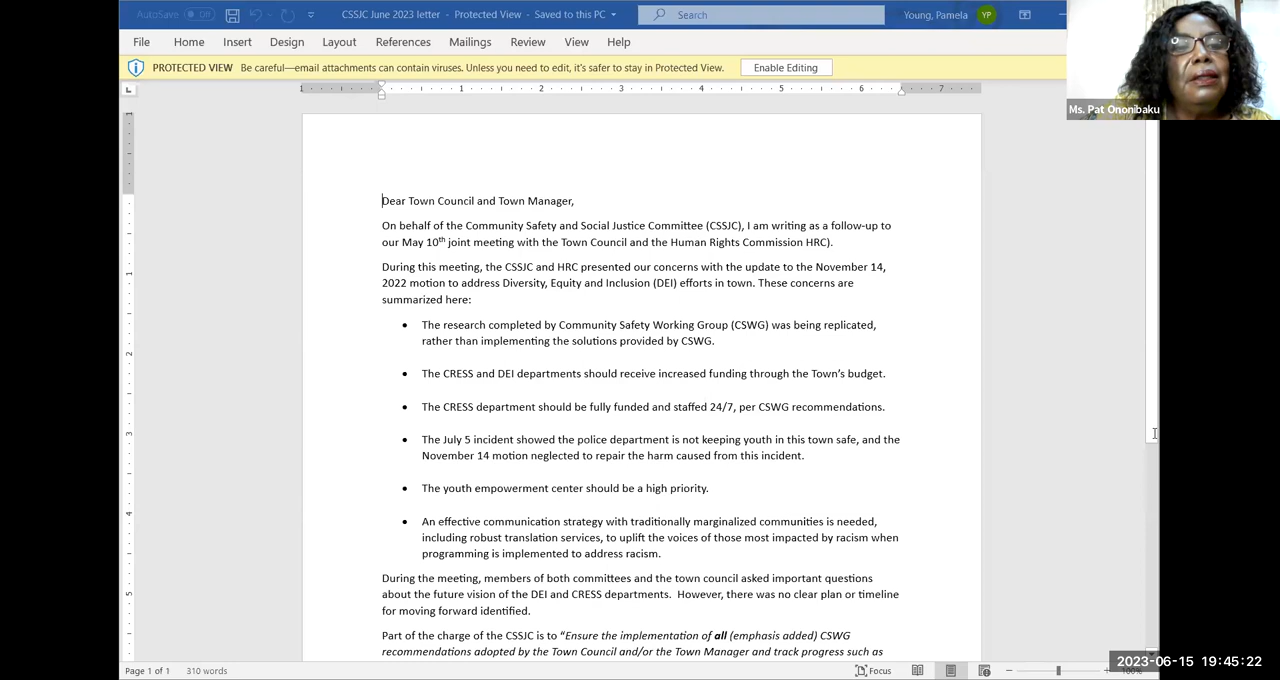 AutoSave Off CSSJC June 2023 letter - Protected View - Saved to this PC Search Young, Pamela YP
File Home Insert Design Layout References Mailings Review View Help
PROTECTED VIEW Be careful—email attachments can contain viruses. Unless you need to edit, it's safer to stay in Protected View. Enable Editing
Ms. Pat Ononibaku
1 1 2 3 4 5 6 7
Dear Town Council and Town Manager,
On behalf of the Community Safety and Social Justice Committee (CSSJC), I am writing as a follow-up to
our May 10th joint meeting with the Town Council and the Human Rights Commission HRC).
During this meeting, the CSSJC and HRC presented our concerns with the update to the November 14,
2022 motion to address Diversity, Equity and Inclusion (DEI) efforts in town. These concerns are
summarized here:
• The research completed by Community Safety Working Group (CSWG) was being replicated,
rather than implementing the solutions provided by CSWG.
• The CRESS and DEI departments should receive increased funding through the Town's budget.
• The CRESS department should be fully funded and staffed 24/7, per CSWG recommendations.
• The July 5 incident showed the police department is not keeping youth in this town safe, and the
November 14 motion neglected to repair the harm caused from this incident.
• The youth empowerment center should be a high priority.
• An effective communication strategy with traditionally marginalized communities is needed,
including robust translation services, to uplift the voices of those most impacted by racism when
programming is implemented to address racism.
During the meeting, members of both committees and the town council asked important questions
about the future vision of the DEI and CRESS departments.  However, there was no clear plan or timeline
for moving forward identified.
Part of the charge of the CSSJC is to "Ensure the implementation of all (emphasis added) CSWG
recommendations adopted by the Town Council and/or the Town Manager and track progress such as
Page 1 of 1 310 words Focus 100%
2023-06-15 19:45:22